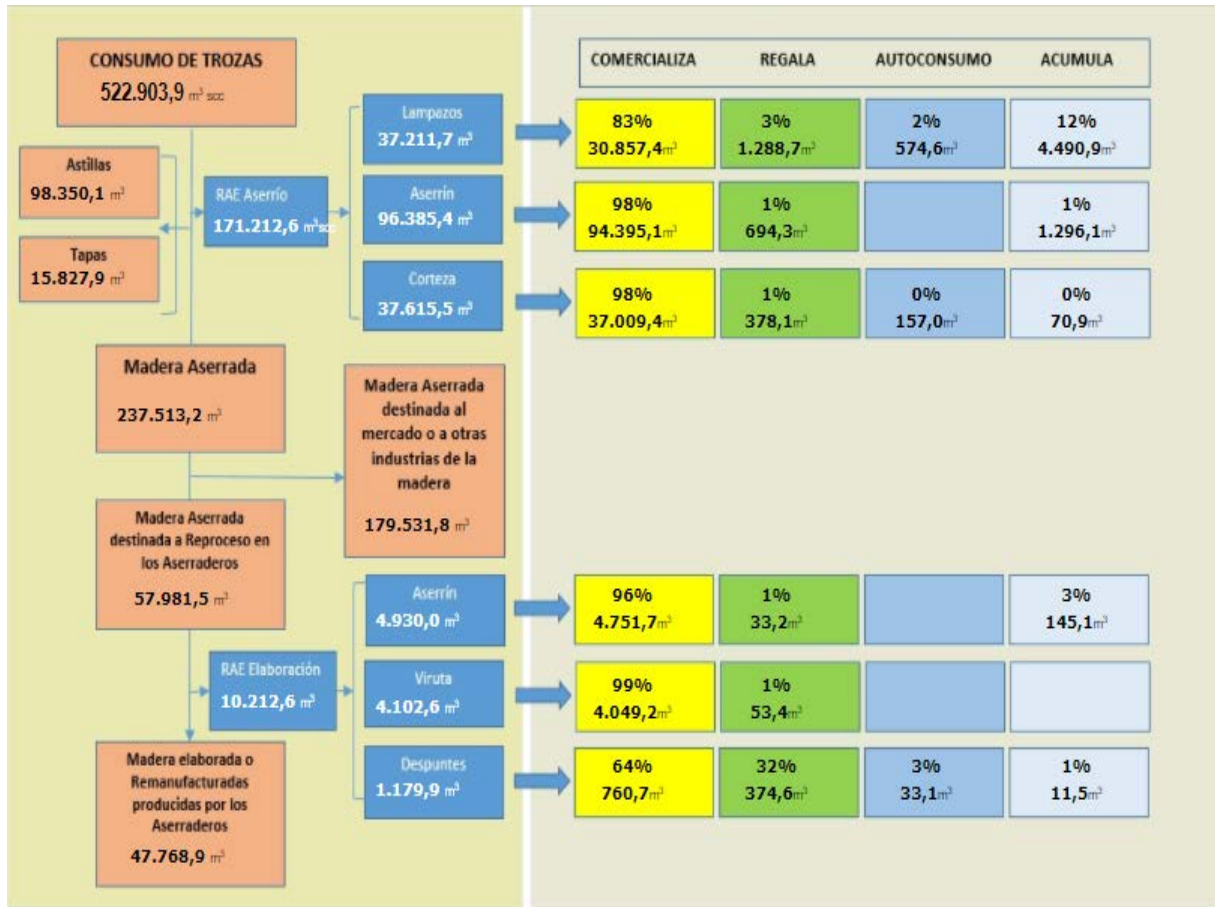 CONSUMO DE TROZAS
522.903,9 m³ scc
Astillas
98.350,1 m³
Tapas
15.827,9 m³
RAE Aserrío
171.212,6 m³scc
Lampazos
37.211,7 m³
Aserrín
96.385,4 m³
Corteza
37.615,5 m³
COMERCIALIZA REGALA AUTOCONSUMO ACUMULA
83% 3% 2% 12%
30.857,4m³ 1.288,7m³ 574,6m³ 4.490,9m³
98% 1% 1%
94.395,1m³ 694,3m³ 1.296,1m³
98% 1% 0% 0%
37.009,4m³ 378,1m³ 157,0m³ 70,9m³
Madera Aserrada
237.513,2 m³
Madera Aserrada
destinada al
mercado o a otras
industrias de la
madera
179.531,8 m³
Madera Aserrada
destinada a Reproceso en
los Aserraderos
57.981,5 m³
RAE Elaboración
10.212,6 m³
Aserrín
4.930,0 m³
Viruta
4.102,6 m³
Despuntes
1.179,9 m³
96% 1% 3%
4.751,7m³ 33,2m³ 145,1m³
99% 1%
4.049,2m³ 53,4m³
64% 32% 3% 1%
760,7m³ 374,6m³ 33,1m³ 11,5m³
Madera elaborada o
Remanufacturadas
producidas por los
Aserraderos
47.768,9 m³